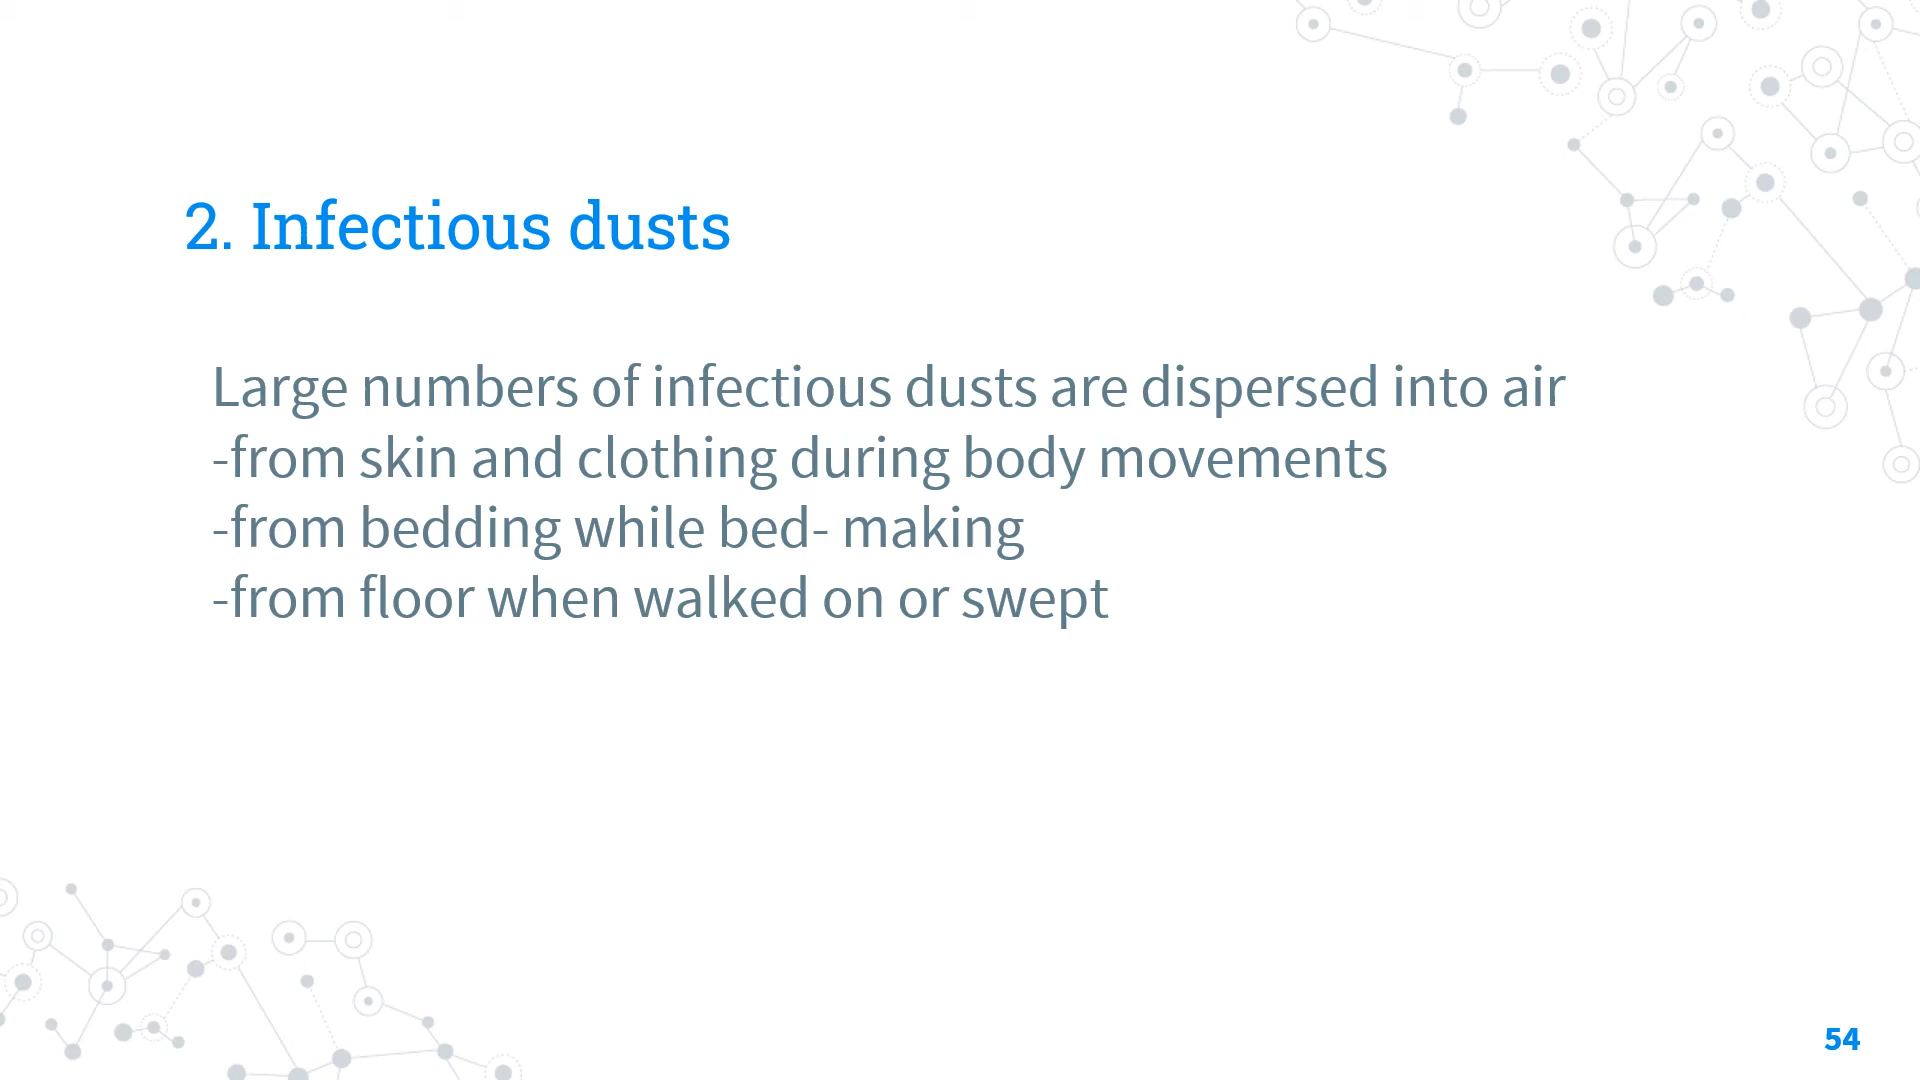 2. Infectious dusts
Large numbers of infectious dusts are dispersed into air
-from skin and clothing during body movements
-from bedding while bed- making
-from floor when walked on or swept
54